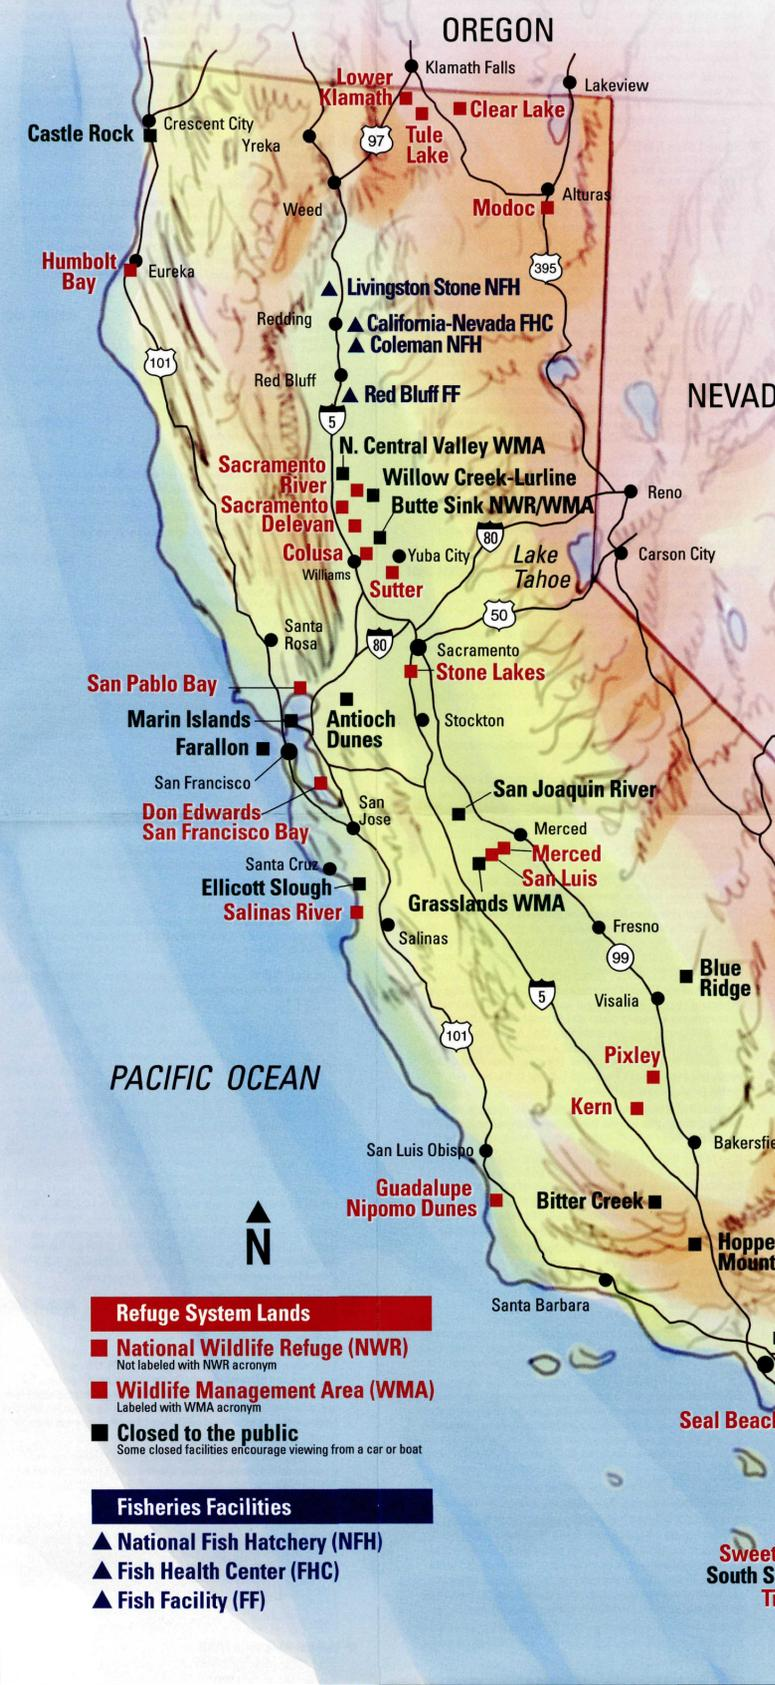 OREGON
Klamath Falls
Lower
Klamath
Lakeview
Clear Lake
Castle Rock
Crescent City
Yreka
97
Tule
Lake
Weed
Alturas
Modoc
Humbolt
Bay
Eureka
395
Livingston Stone NFH
Redding
California-Nevada FHC
Coleman NFH
101
Red Bluff
Red Bluff FF
NEVAD
5
N. Central Valley WMA
Sacramento
River
Willow Creek-Lurline
Sacramento
Butte Sink NWR/WMA
Delevan
Reno
80
Colusa
Yuba City
Lake
Tahoe
Carson City
Williams
Sutter
50
Santa
Rosa
80
Sacramento
Stone Lakes
San Pablo Bay
Marin Islands
Antioch
Dunes
Stockton
Farallon
San Francisco
San Joaquin River
Don Edwards
San Francisco Bay
San
Jose
Merced
Merced
Santa Cruz
San Luis
Ellicott Slough
Grasslands WMA
Salinas River
Salinas
Fresno
99
Blue
Ridge
5
Visalia
101
Pixley
PACIFIC OCEAN
Kern
San Luis Obispo
Bakersfie
Guadalupe
Nipomo Dunes
Bitter Creek
N
Hoppe
Mount
Santa Barbara
Refuge System Lands
National Wildlife Refuge (NWR)
Not labeled with NWR acronym
Wildlife Management Area (WMA)
Labeled with WMA acronym
Seal Beach
Closed to the public
Some closed facilities encourage viewing from a car or boat
Fisheries Facilities
National Fish Hatchery (NFH)
Sweet
Fish Health Center (FHC)
South S
Fish Facility (FF)